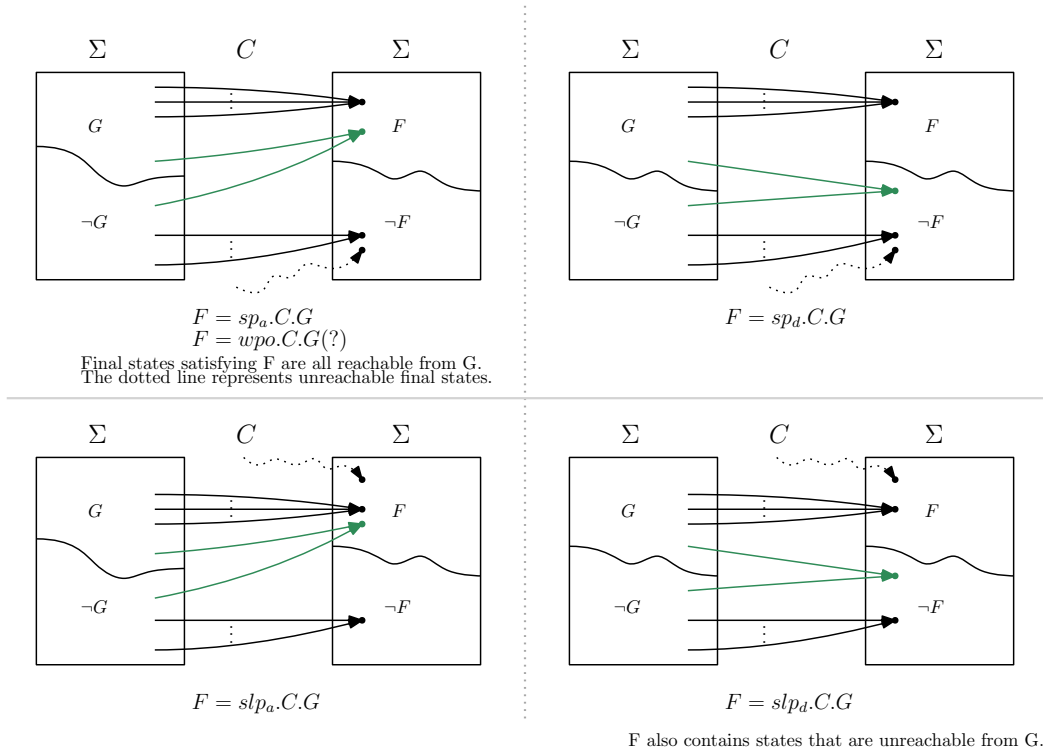 Σ C Σ
G F
¬G ¬F
F = sp_a.C.G
F = wpo.C.G(?)
Final states satisfying F are all reachable from G.
The dotted line represents unreachable final states.
Σ C Σ
G F
¬G ¬F
F = sp_d.C.G
Σ C Σ
G F
¬G ¬F
F = slp_a.C.G
Σ C Σ
G F
¬G ¬F
F = slp_d.C.G
F also contains states that are unreachable from G.